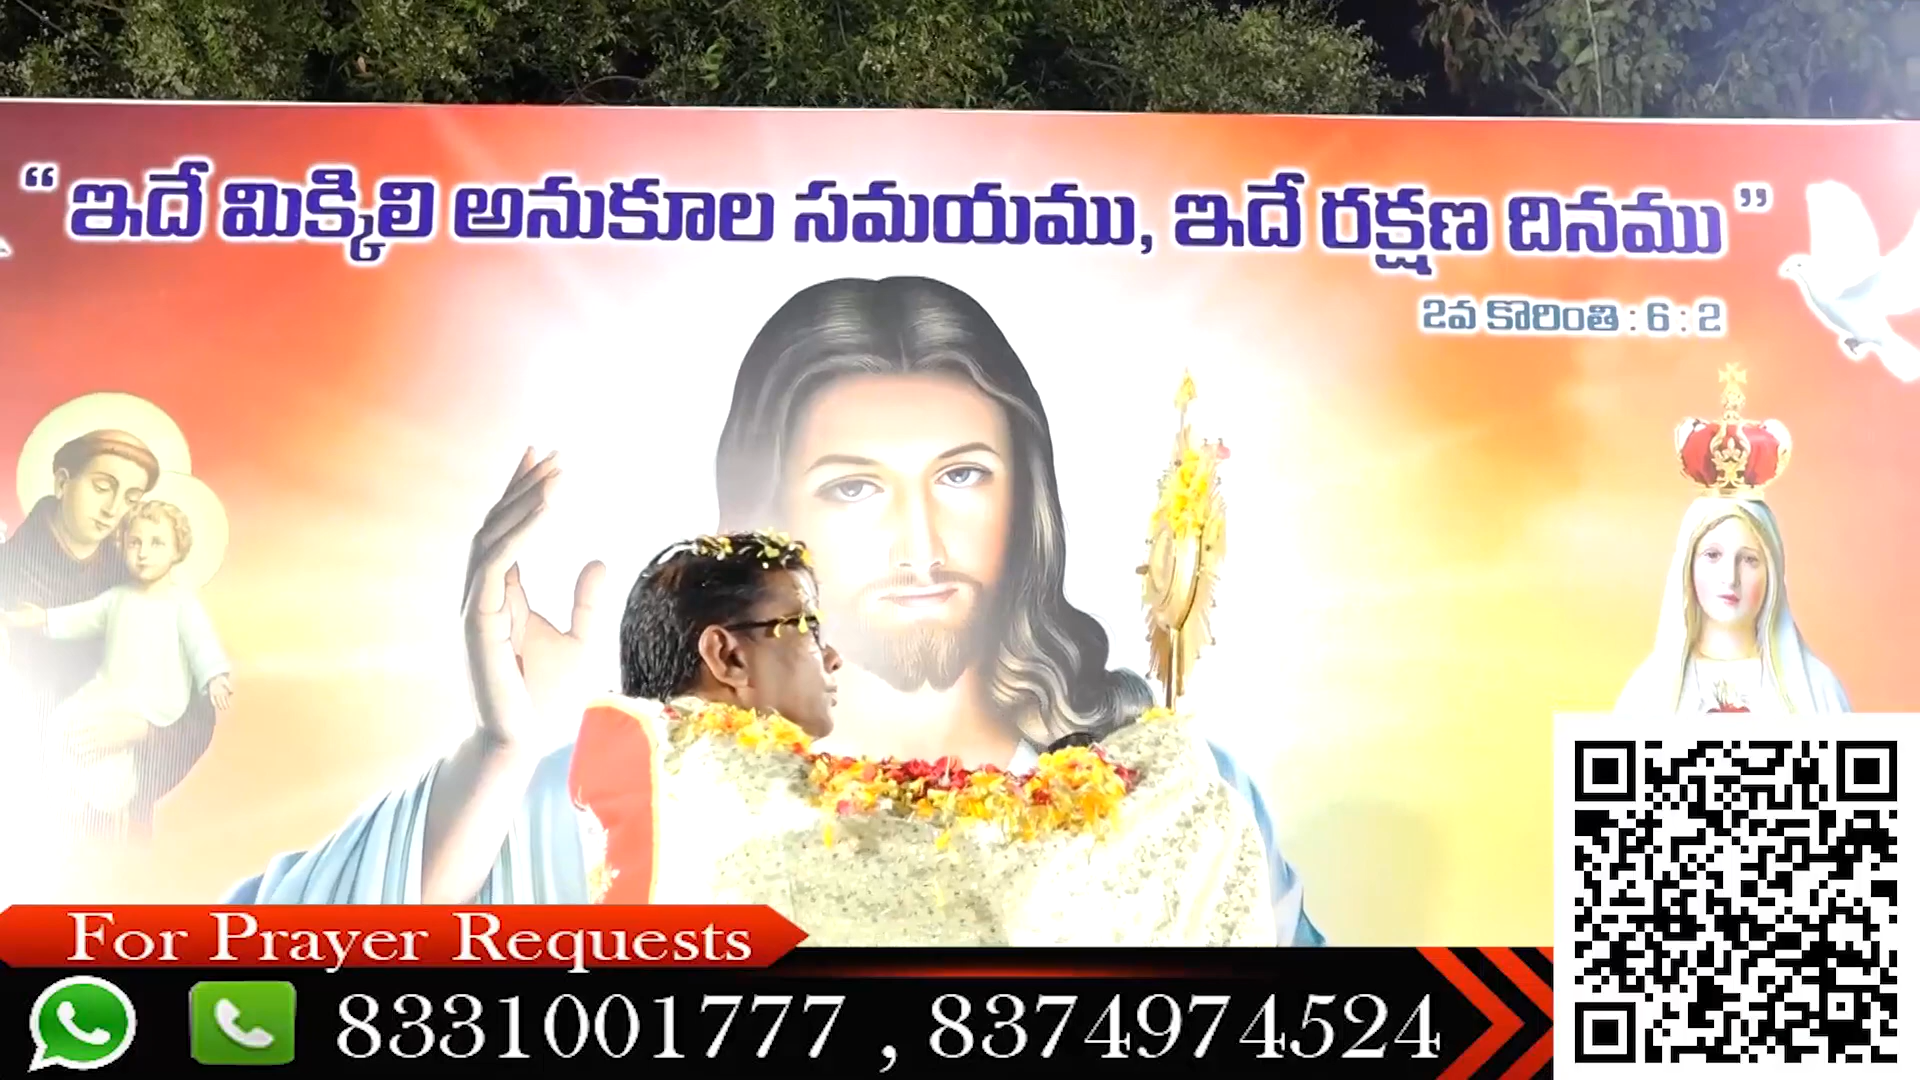 “ ఇదే మిక్కిలి అనుకూల సమయము, ఇదే రక్షణ దినము ”
2వ కొరింతి : 6 : 2
For Prayer Requests
8331001777 , 8374974524